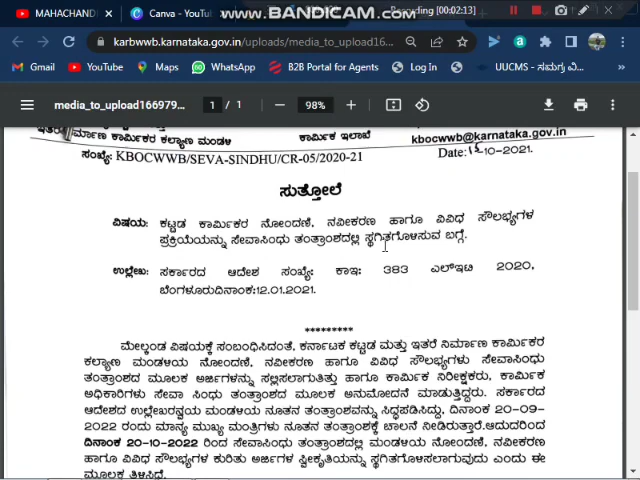 MAHACHAND
Canva - YouTu
WWW.BANDICAM.COM
Recording [00:02:13]
karbwwb.karnataka.gov.in/uploads/media_to_upload16...
Gmail YouTube Maps WhatsApp B2B Portal for Agents Log In UUCMS - ಸಮಗ್ರ ವಿ...
media_to_upload166979... 1 / 1 98%
ಇತರೆ ನಿರ್ಮಾಣ ಕಾರ್ಮಿಕರ ಕಲ್ಯಾಣ ಮಂಡಳಿ ಕಾರ್ಮಿಕ ಇಲಾಖೆ kbocwwb@karnataka.gov.in
ಸಂಖ್ಯೆ: KBOCWWB/SEVA-SINDHU/CR-05/2020-21 Date:15-10-2021.
ಸುತ್ತೋಲೆ
ವಿಷಯ: ಕಟ್ಟಡ ಕಾರ್ಮಿಕರ ನೋಂದಣಿ, ನವೀಕರಣ ಹಾಗೂ ವಿವಿಧ ಸೌಲಭ್ಯಗಳ
ಪ್ರಕ್ರಿಯೆಯನ್ನು ಸೇವಾಸಿಂಧು ತಂತ್ರಾಂಶದಲ್ಲಿ ಸ್ಥಗಿತಗೊಳಿಸುವ ಬಗ್ಗೆ.
ಉಲ್ಲೇಖ: ಸರ್ಕಾರದ ಆದೇಶ ಸಂಖ್ಯೆ: ಕಾಇ: 383 ಎಲ್ಇಟಿ 2020,
ಬೆಂಗಳೂರುದಿನಾಂಕ:12.01.2021.
*********
ಮೇಲ್ಕಂಡ ವಿಷಯಕ್ಕೆ ಸಂಬಂಧಿಸಿದಂತೆ, ಕರ್ನಾಟಕ ಕಟ್ಟಡ ಮತ್ತು ಇತರೆ ನಿರ್ಮಾಣ ಕಾರ್ಮಿಕರ
ಕಲ್ಯಾಣ ಮಂಡಳಿಯ ನೋಂದಣಿ, ನವೀಕರಣ ಹಾಗೂ ವಿವಿಧ ಸೌಲಭ್ಯಗಳು ಸೇವಾಸಿಂಧು
ತಂತ್ರಾಂಶದ ಮೂಲಕ ಅರ್ಜಿಗಳನ್ನು ಸಲ್ಲಿಸಲಾಗುತಿತ್ತು ಹಾಗೂ ಕಾರ್ಮಿಕ ನಿರೀಕ್ಷಕರು, ಕಾರ್ಮಿಕ
ಅಧಿಕಾರಿಗಳು ಸೇವಾ ಸಿಂಧು ತಂತ್ರಾಂಶದ ಮೂಲಕ ಅನುಮೋದನೆ ಮಾಡುತ್ತಿದ್ದರು. ಸರ್ಕಾರದ
ಆದೇಶದ ಉಲ್ಲೇಖರನ್ವಯ ಮಂಡಳಿಯ ನೂತನ ತಂತ್ರಾಂಶವನ್ನು ಸಿದ್ಧಪಡಿಸಿದ್ದು, ದಿನಾಂಕ 20-09-
2022 ರಂದು ಮಾನ್ಯ ಮುಖ್ಯ ಮಂತ್ರಿಗಳು ನೂತನ ತಂತ್ರಾಂಶಕ್ಕೆ ಚಾಲನೆ ನೀಡಿರುತ್ತಾರೆ.ಆದುದರಿಂದ
ದಿನಾಂಕ 20-10-2022 ರಿಂದ ಸೇವಾಸಿಂಧು ತಂತ್ರಾಂಶದಲ್ಲಿ ಮಂಡಳಿಯ ನೋಂದಣಿ, ನವೀಕರಣ
ಹಾಗೂ ವಿವಿಧ ಸೌಲಭ್ಯಗಳ ಕುರಿತು ಅರ್ಜಿಗಳ ಸ್ವೀಕೃತಿಯನ್ನು ಸ್ಥಗಿತಗೊಳಿಸಲಾಗುವುದು ಎಂದು ಈ
ಮೂಲಕ ತಿಳಿಸಿದೆ.